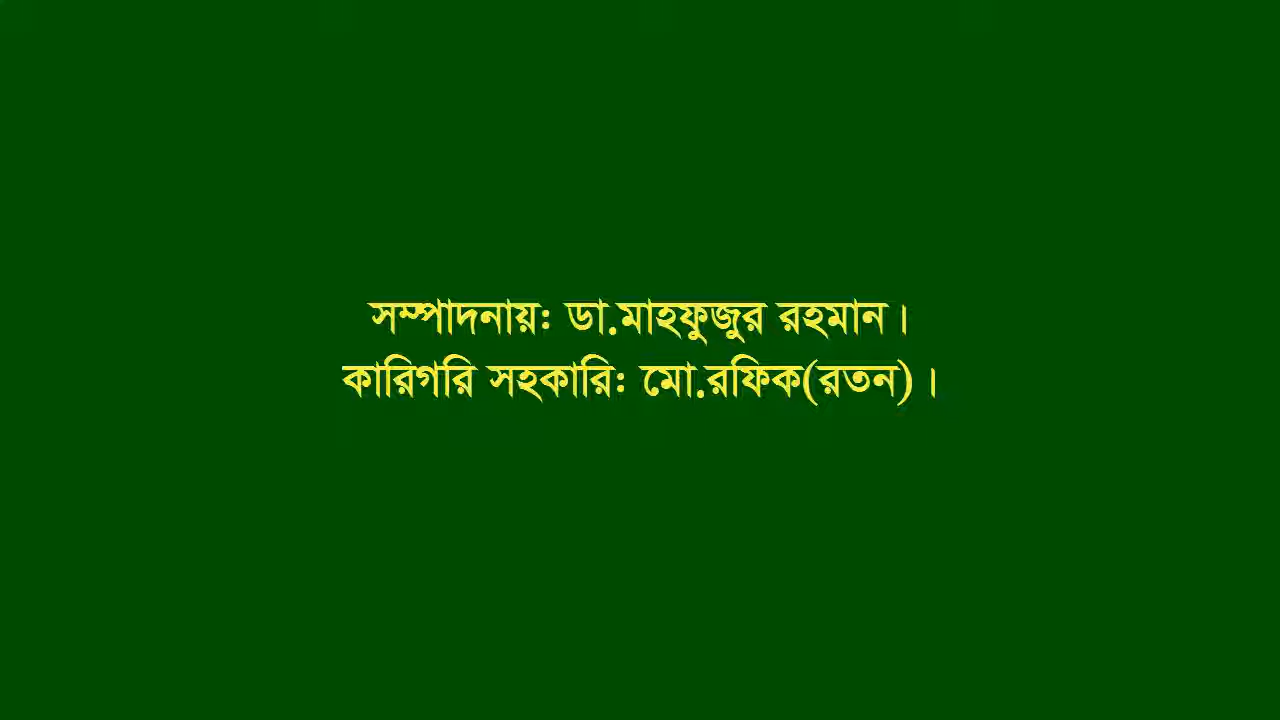 সম্পাদনায়ঃ ডা.মাহফুজুর রহমান।
কারিগরি সহকারিঃ মো.রফিক(রতন)।